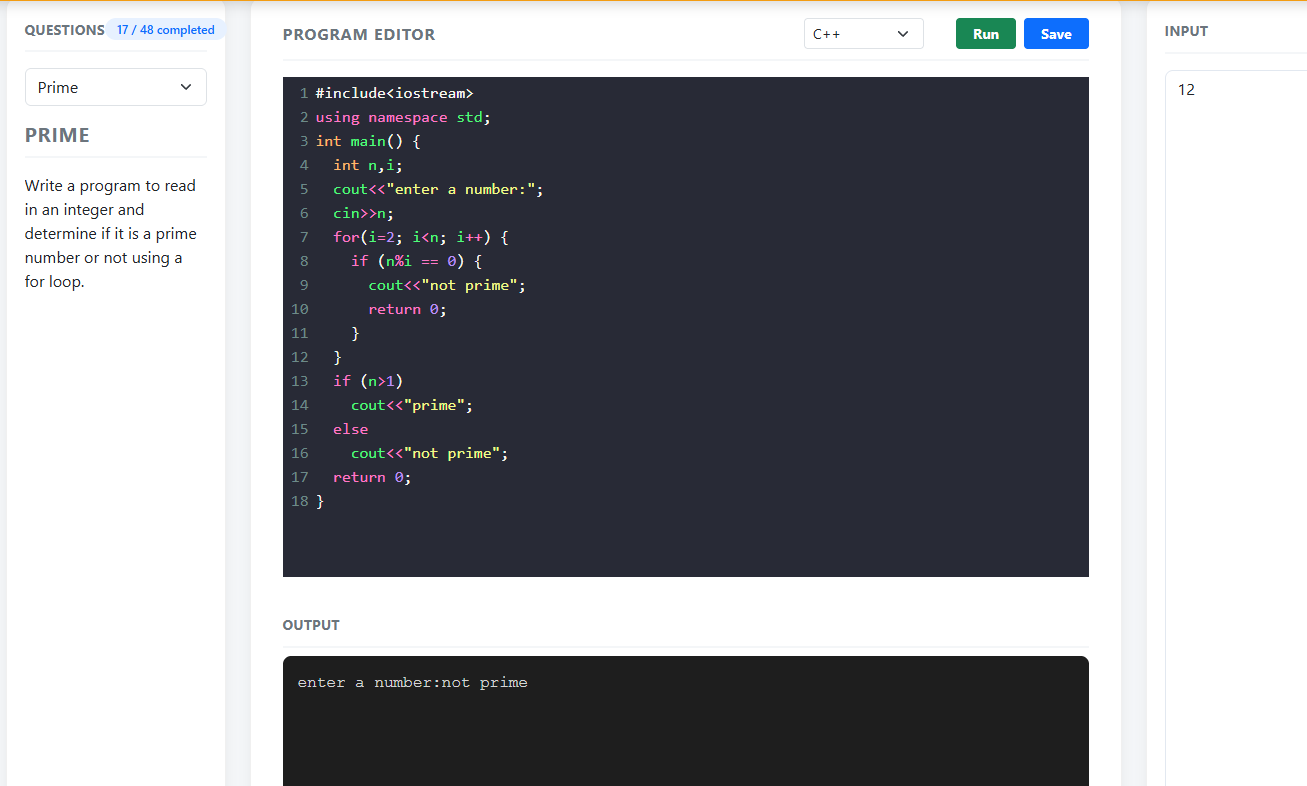 QUESTIONS 17 / 48 completed
Prime
PRIME
Write a program to read
in an integer and
determine if it is a prime
number or not using a
for loop.
PROGRAM EDITOR
C++
Run
Save
1 #include<iostream>
2 using namespace std;
3 int main() {
4   int n,i;
5   cout<<"enter a number:";
6   cin>>n;
7   for(i=2; i<n; i++) {
8     if (n%i == 0) {
9       cout<<"not prime";
10       return 0;
11     }
12   }
13   if (n>1)
14     cout<<"prime";
15   else
16     cout<<"not prime";
17   return 0;
18 }
OUTPUT
enter a number:not prime
INPUT
12